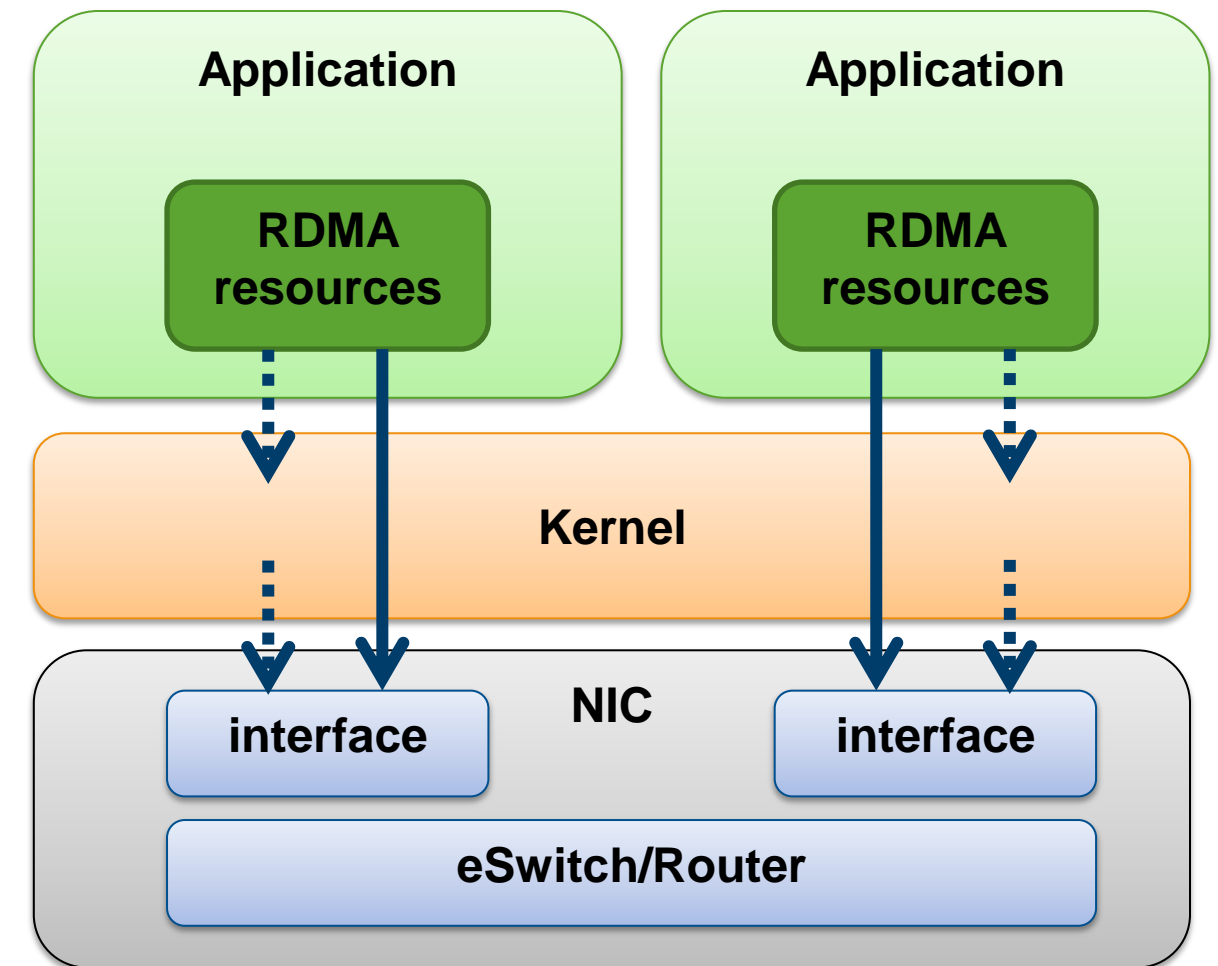 Application
Application
RDMA
resources
RDMA
resources
Kernel
NIC
interface
interface
eSwitch/Router